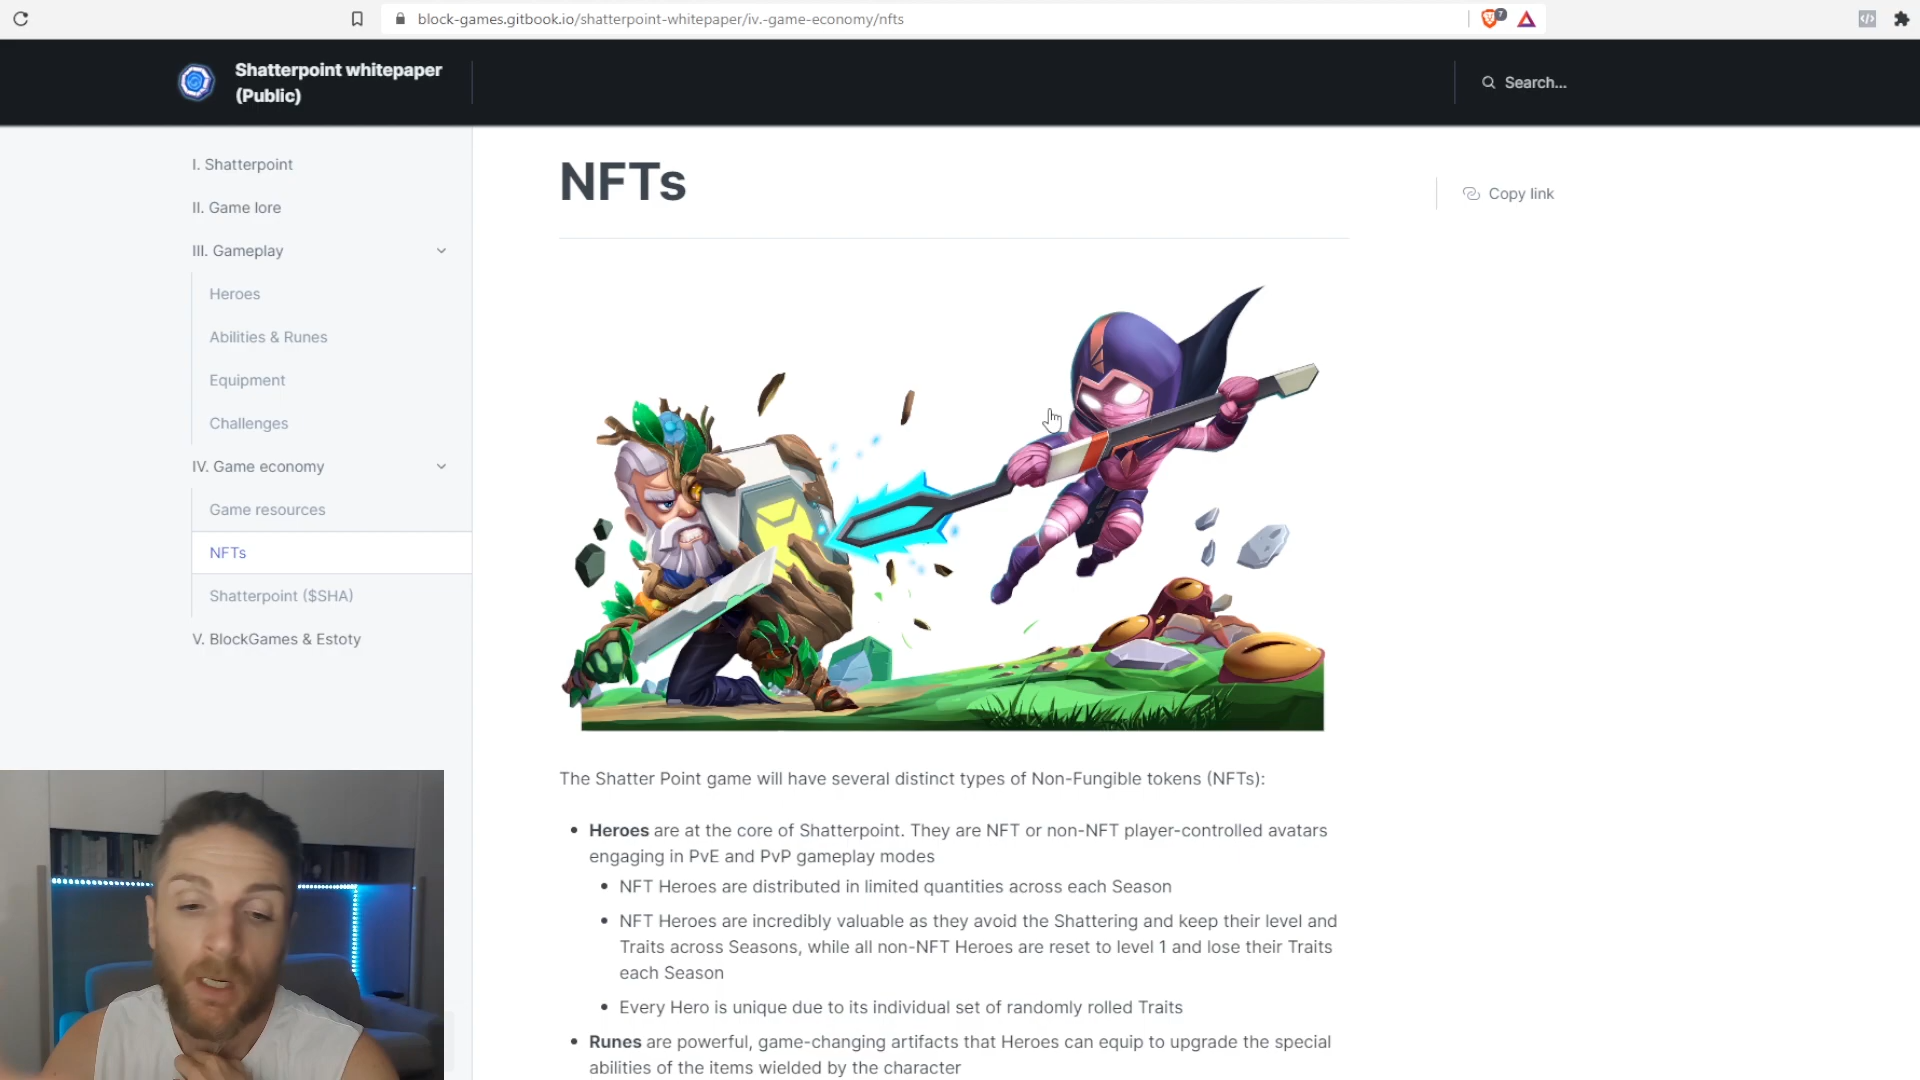 block-games.gitbook.io/shatterpoint-whitepaper/iv.-game-economy/nfts
7
Shatterpoint whitepaper
(Public)
Search...
I. Shatterpoint
II. Game lore
III. Gameplay
Heroes
Abilities & Runes
Equipment
Challenges
IV. Game economy
Game resources
NFTs
Shatterpoint ($SHA)
V. BlockGames & Estoty
NFTs
Copy link
The Shatter Point game will have several distinct types of Non-Fungible tokens (NFTs):
• Heroes are at the core of Shatterpoint. They are NFT or non-NFT player-controlled avatars
engaging in PvE and PvP gameplay modes
• NFT Heroes are distributed in limited quantities across each Season
• NFT Heroes are incredibly valuable as they avoid the Shattering and keep their level and
Traits across Seasons, while all non-NFT Heroes are reset to level 1 and lose their Traits
each Season
• Every Hero is unique due to its individual set of randomly rolled Traits
• Runes are powerful, game-changing artifacts that Heroes can equip to upgrade the special
abilities of the items wielded by the character